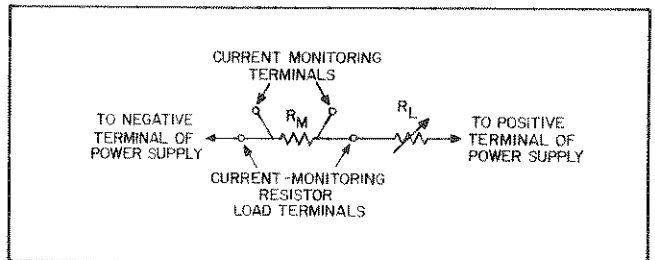 CURRENT MONITORING
TERMINALS
R_M
R_L
TO NEGATIVE
TERMINAL OF
POWER SUPPLY
TO POSITIVE
TERMINAL OF
POWER SUPPLY
CURRENT-MONITORING
RESISTOR
LOAD TERMINALS